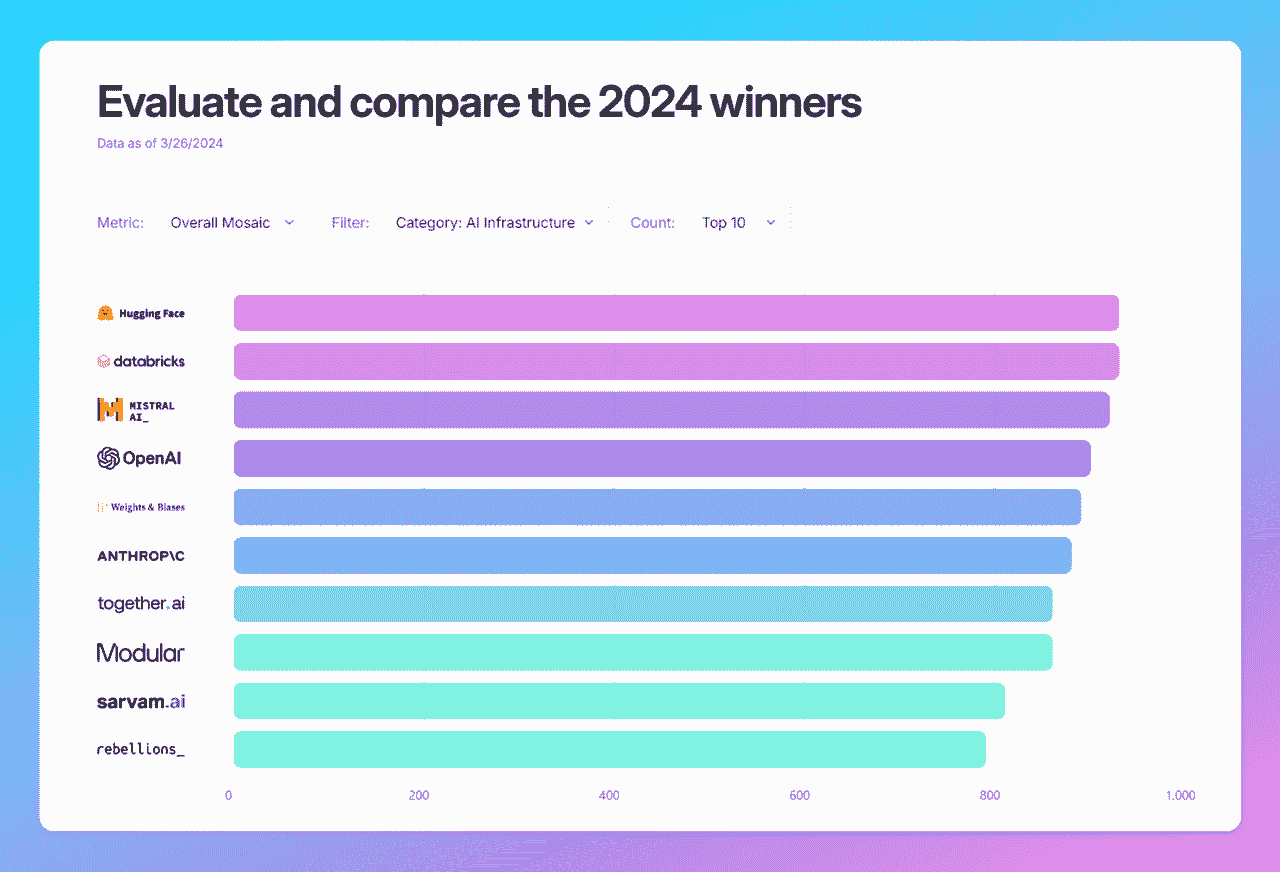 Evaluate and compare the 2024 winners
Data as of 3/26/2024
Metric: Overall Mosaic Filter: Category: AI Infrastructure Count: Top 10
Hugging Face
databricks
MISTRAL
AI_
OpenAI
Weights & Biases
ANTHROP\C
together.ai
Modular
sarvam.ai
rebellions_
0 200 400 600 800 1,000